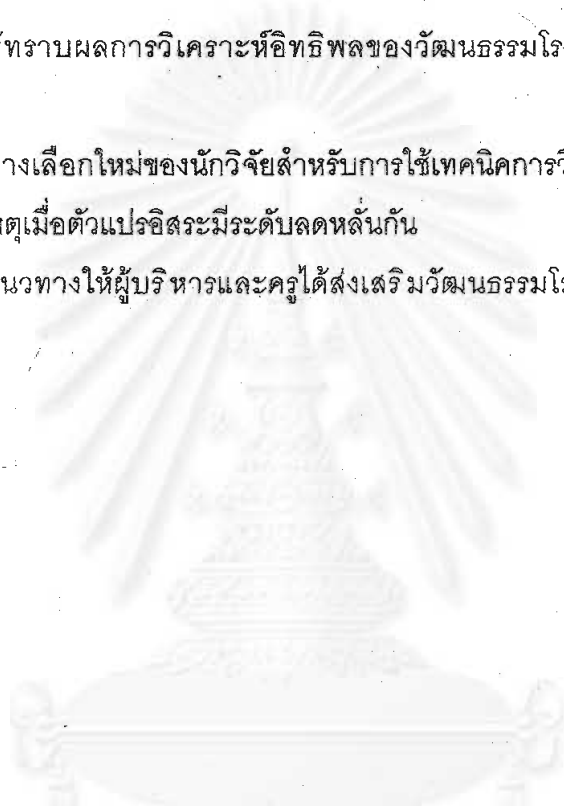 ทราบผลการวิเคราะห์อิทธิพลของวัฒนธรรมโร
างเลือกใหม่ของนักวิจัยสำหรับการใช้เทคนิคการวิ
หตุเมื่อตัวแปรอิสระมีระดับลดหลั่นกัน
นวทางให้ผู้บริหารและครูได้ส่งเสริมวัฒนธรรมโร